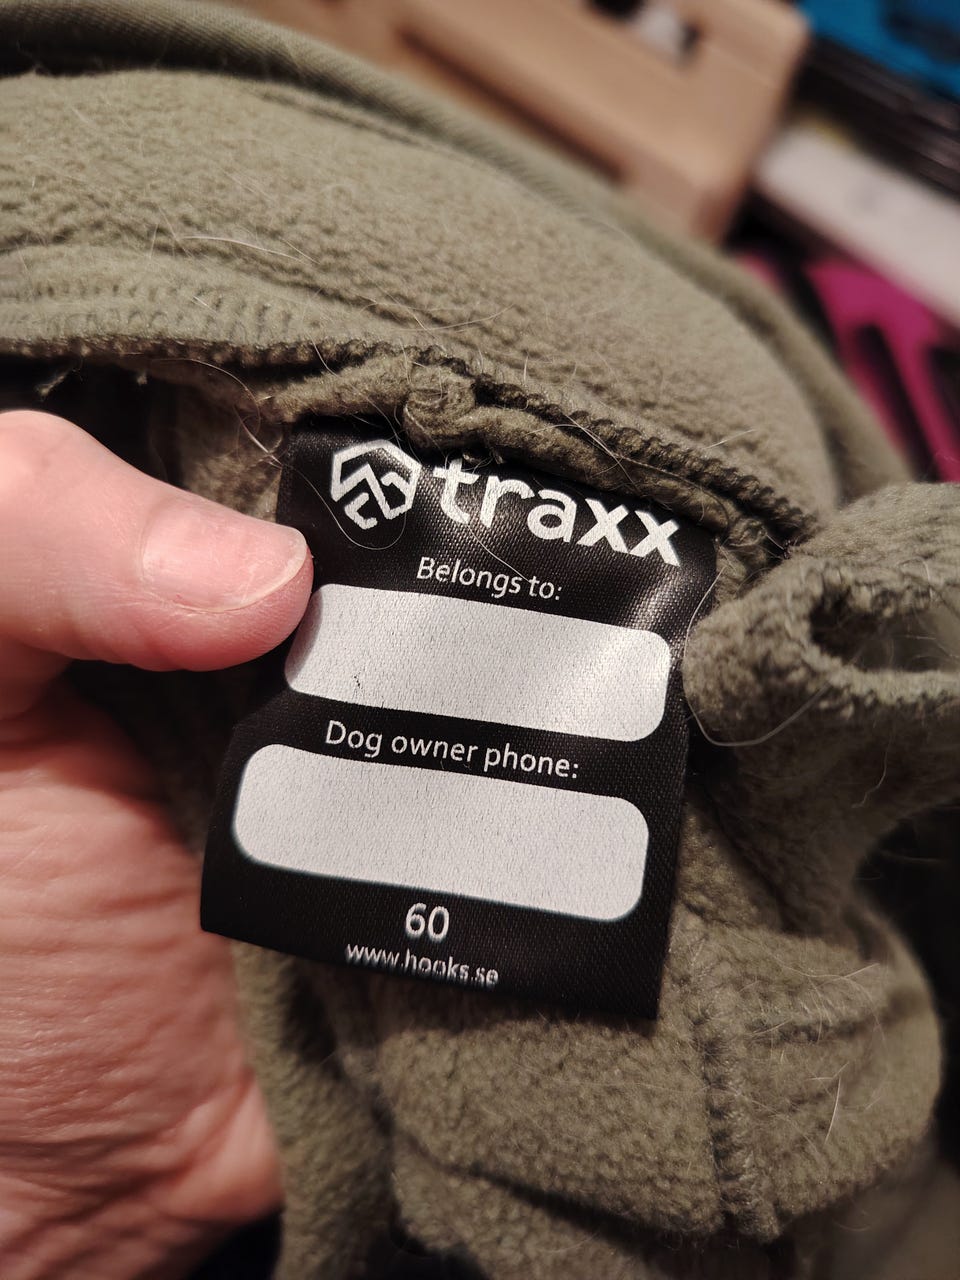 traxx
Belongs to:
Dog owner phone:
60
www.hooks.se